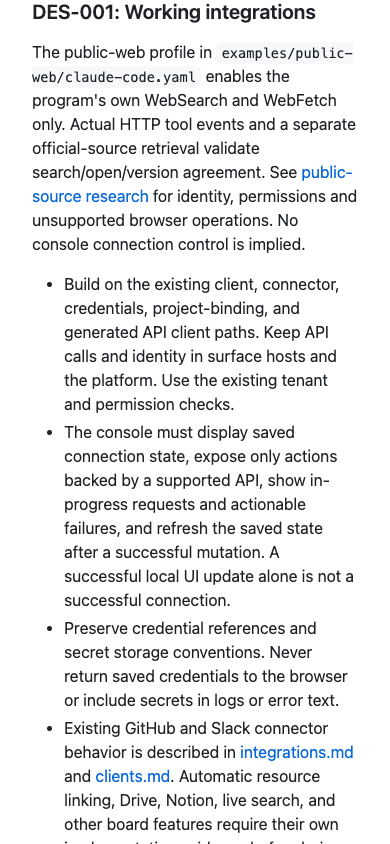 DES-001: Working integrations
The public-web profile in examples/public-
web/claude-code.yaml enables the
program's own WebSearch and WebFetch
only. Actual HTTP tool events and a separate
official-source retrieval validate
search/open/version agreement. See public-
source research for identity, permissions and
unsupported browser operations. No
console connection control is implied.
• Build on the existing client, connector,
credentials, project-binding, and
generated API client paths. Keep API
calls and identity in surface hosts and
the platform. Use the existing tenant
and permission checks.
• The console must display saved
connection state, expose only actions
backed by a supported API, show in-
progress requests and actionable
failures, and refresh the saved state
after a successful mutation. A
successful local UI update alone is not a
successful connection.
• Preserve credential references and
secret storage conventions. Never
return saved credentials to the browser
or include secrets in logs or error text.
• Existing GitHub and Slack connector
behavior is described in integrations.md
and clients.md. Automatic resource
linking, Drive, Notion, live search, and
other board features require their own